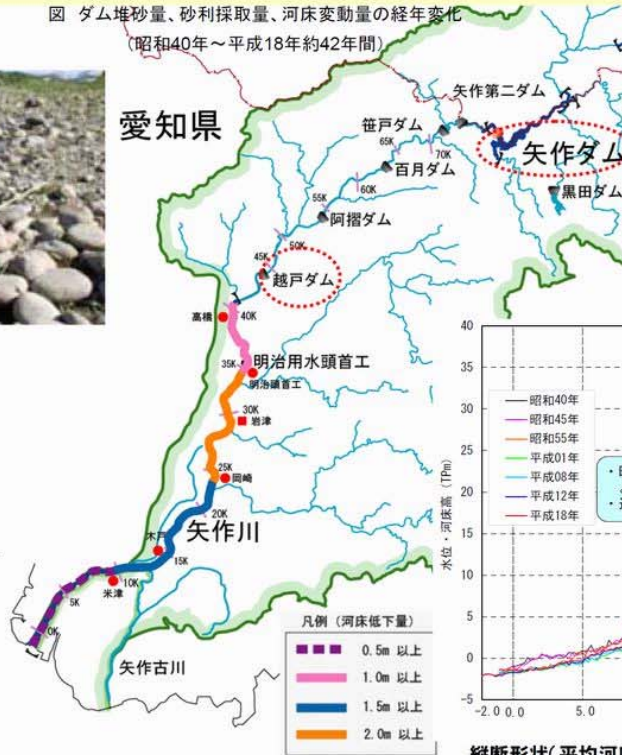 図 ダム堆砂量、砂利採取量、河床変動量の経年変化
(昭和40年～平成18年約42年間)
愛知県
矢作第二ダム
笹戸ダム
矢作ダム
65K
70K
百月ダム
黒田ダム
60K
55K
阿摺ダム
50K
45K
越戸ダム
高橋
40K
35K
明治用水頭首工
明治頭首工
30K
岩津
25K
岡崎
20K
矢作川
木戸
15K
10K
米津
5K
0K
矢作古川
凡例 (河床低下量)
0.5m 以上
1.0m 以上
1.5m 以上
2.0m 以上
水位・河床高 (TPm)
40
35
30
25
20
15
10
5
0
-5
-2.0 0.0 5.0
昭和40年
昭和45年
昭和55年
平成01年
平成08年
平成12年
平成18年